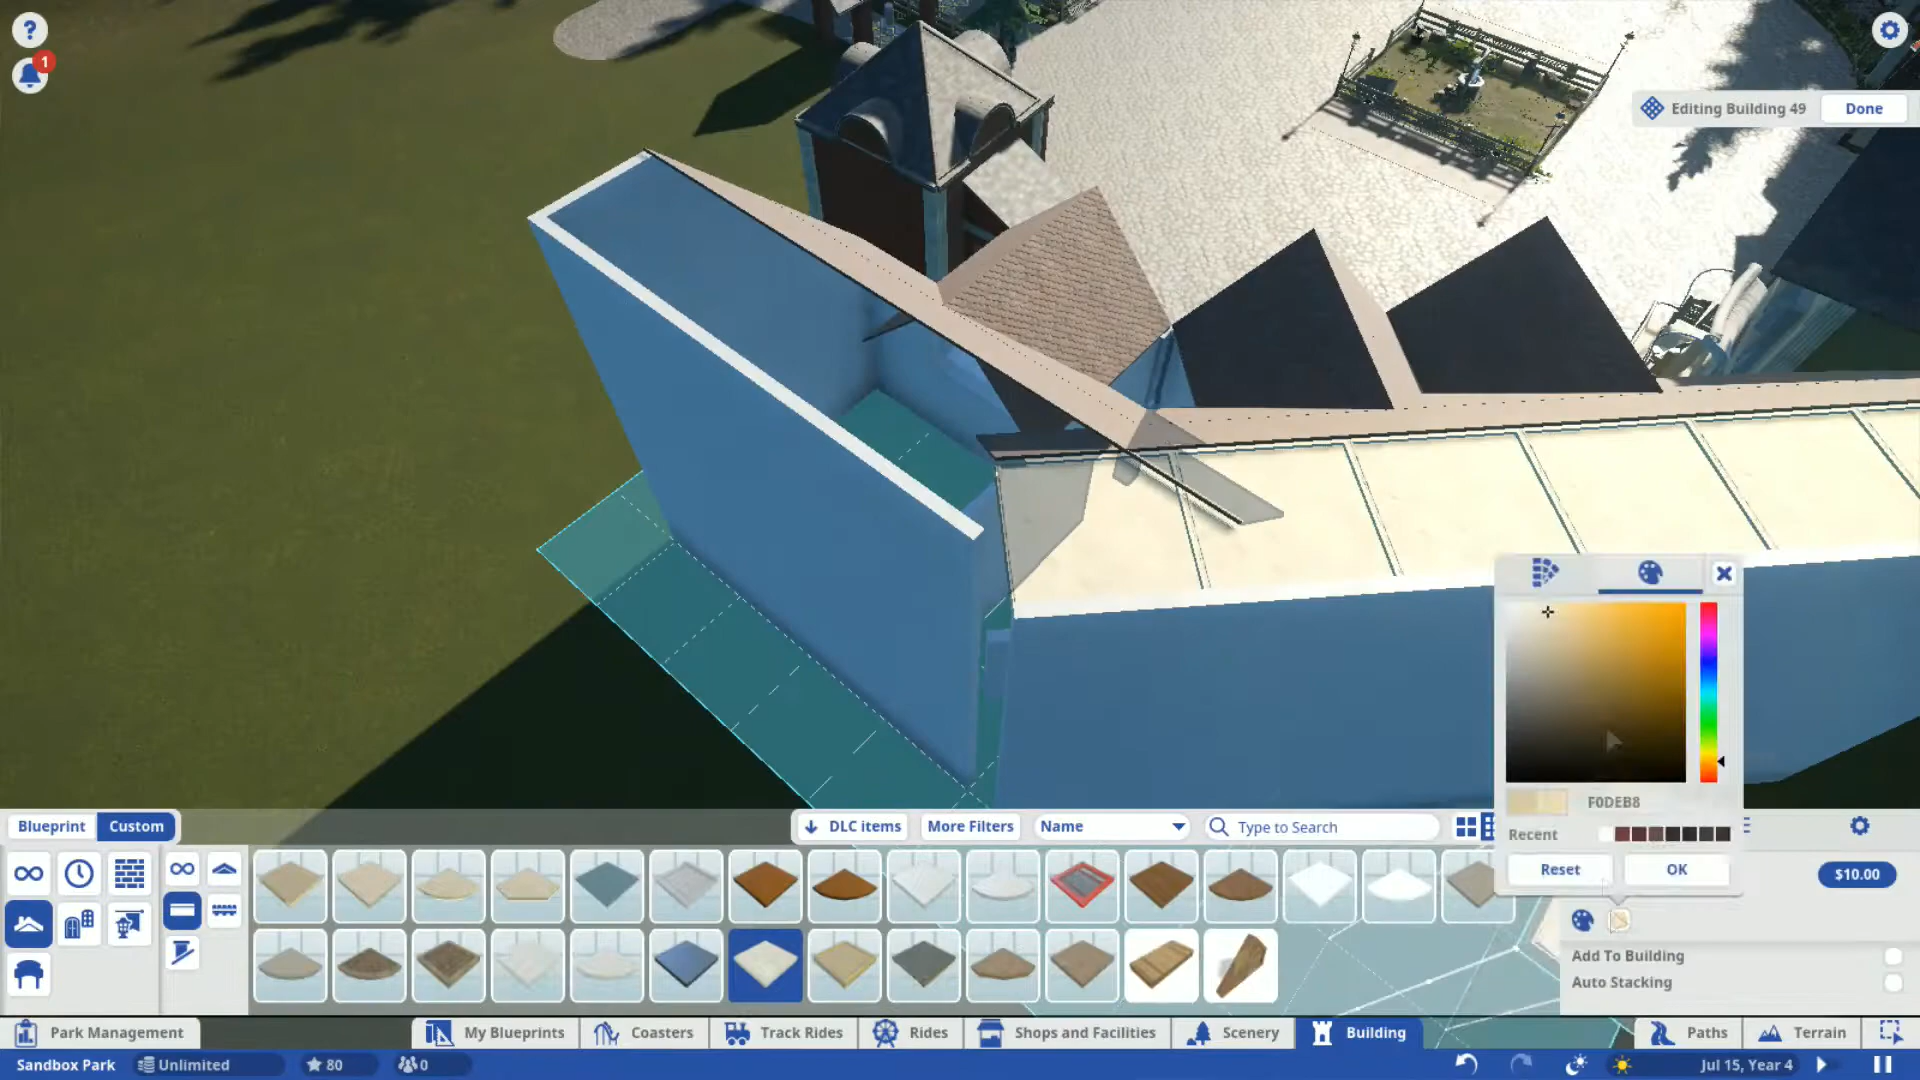 ?
1
Editing Building 49
Done
F0DEB8
Recent
Reset
OK
Blueprint
Custom
DLC items
More Filters
Name
Type to Search
$10.00
Add To Building
Auto Stacking
Park Management
My Blueprints
Coasters
Track Rides
Rides
Shops and Facilities
Scenery
Building
Paths
Terrain
Sandbox Park
Unlimited
80
0
Jul 15, Year 4